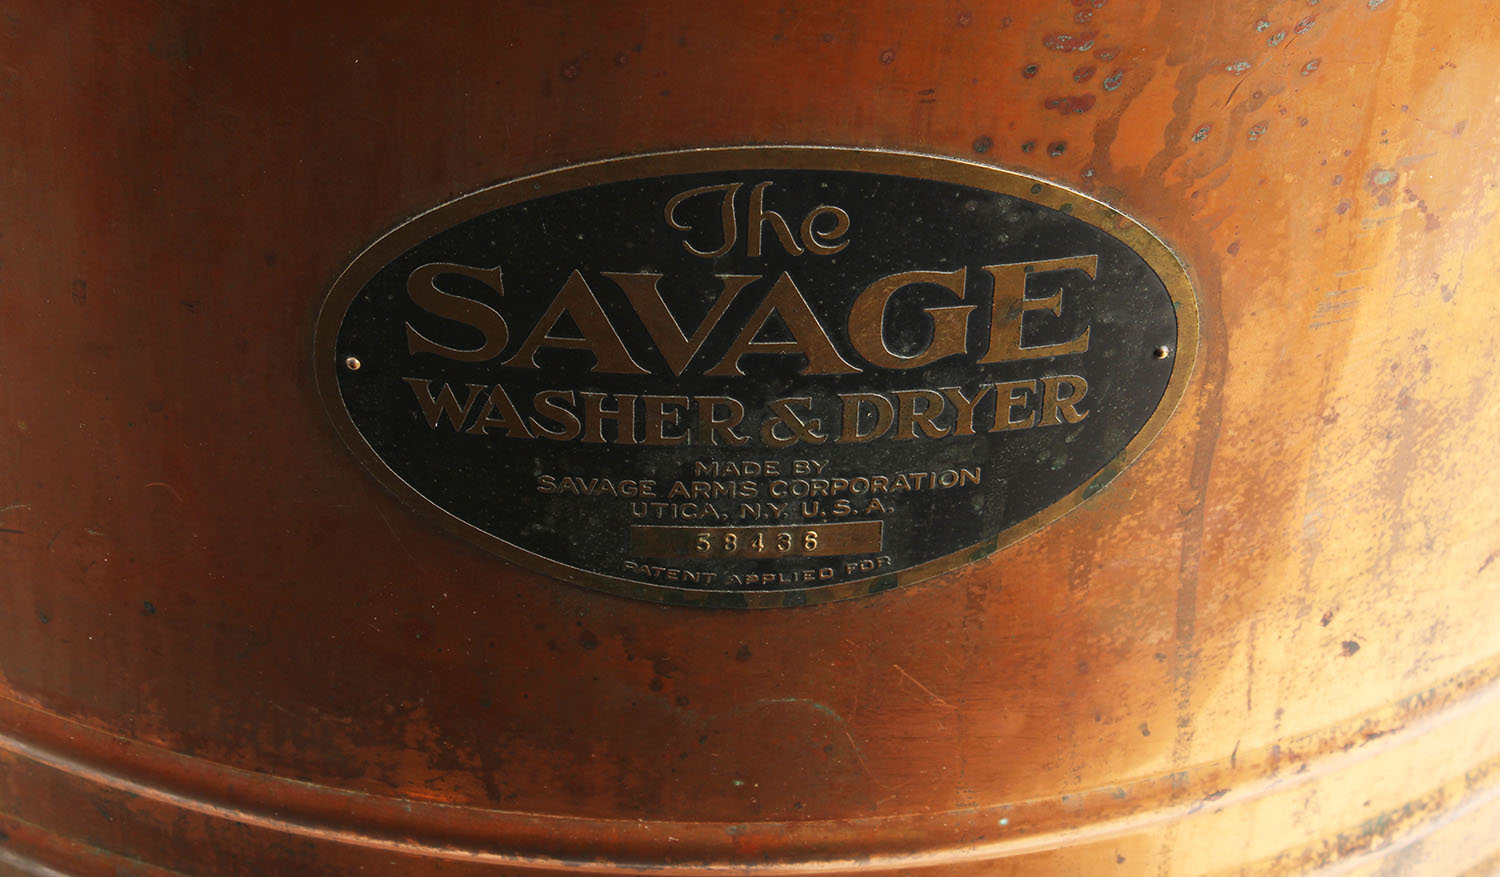 The
SAVAGE
WASHER & DRYER
MADE BY
SAVAGE ARMS CORPORATION
UTICA, N.Y. U.S.A.
58436
PATENT APPLIED FOR